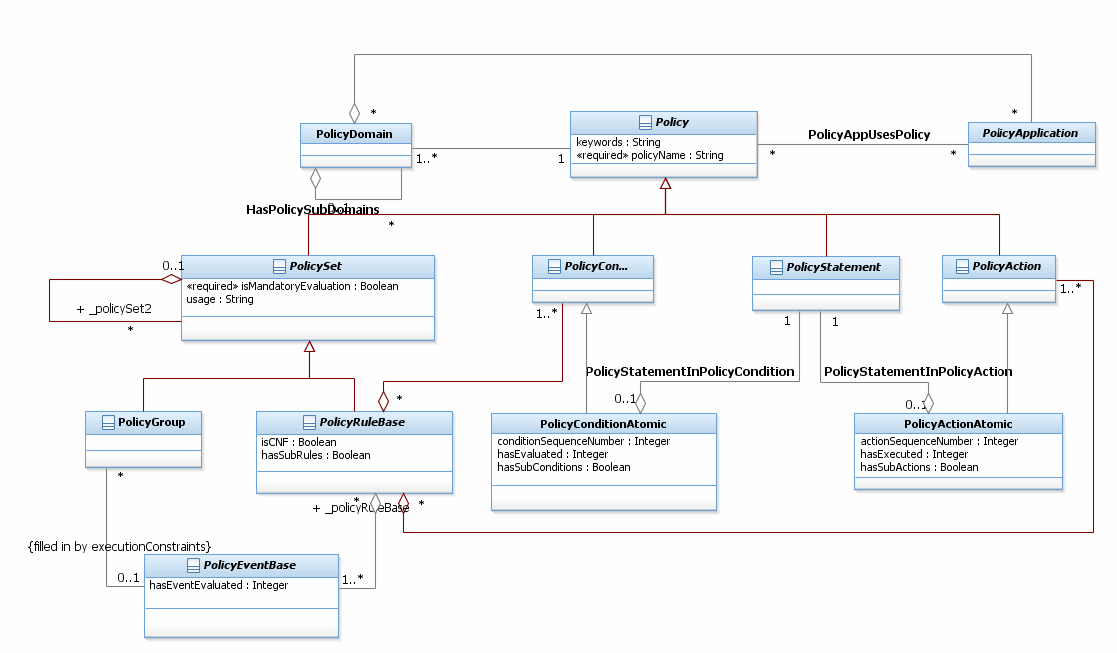 *
*
PolicyDomain
Policy
keywords : String
«required» policyName : String
PolicyAppUsesPolicy
PolicyApplication
1..*
1
*
*
HasPolicySubDomains
0..1
*
0..1
PolicySet
«required» isMandatoryEvaluation : Boolean
usage : String
+ _policySet2
*
PolicyCon...
PolicyStatement
PolicyAction
1..*
1..*
1
1
PolicyStatementInPolicyCondition
PolicyStatementInPolicyAction
*
0..1
0..1
PolicyGroup
PolicyRuleBase
isCNF : Boolean
hasSubRules : Boolean
PolicyConditionAtomic
conditionSequenceNumber : Integer
hasEvaluated : Integer
hasSubConditions : Boolean
PolicyActionAtomic
actionSequenceNumber : Integer
hasExecuted : Integer
hasSubActions : Boolean
*
*
*
+ _policyRuleBase
{filled in by executionConstraints}
0..1
PolicyEventBase
hasEventEvaluated : Integer
1..*